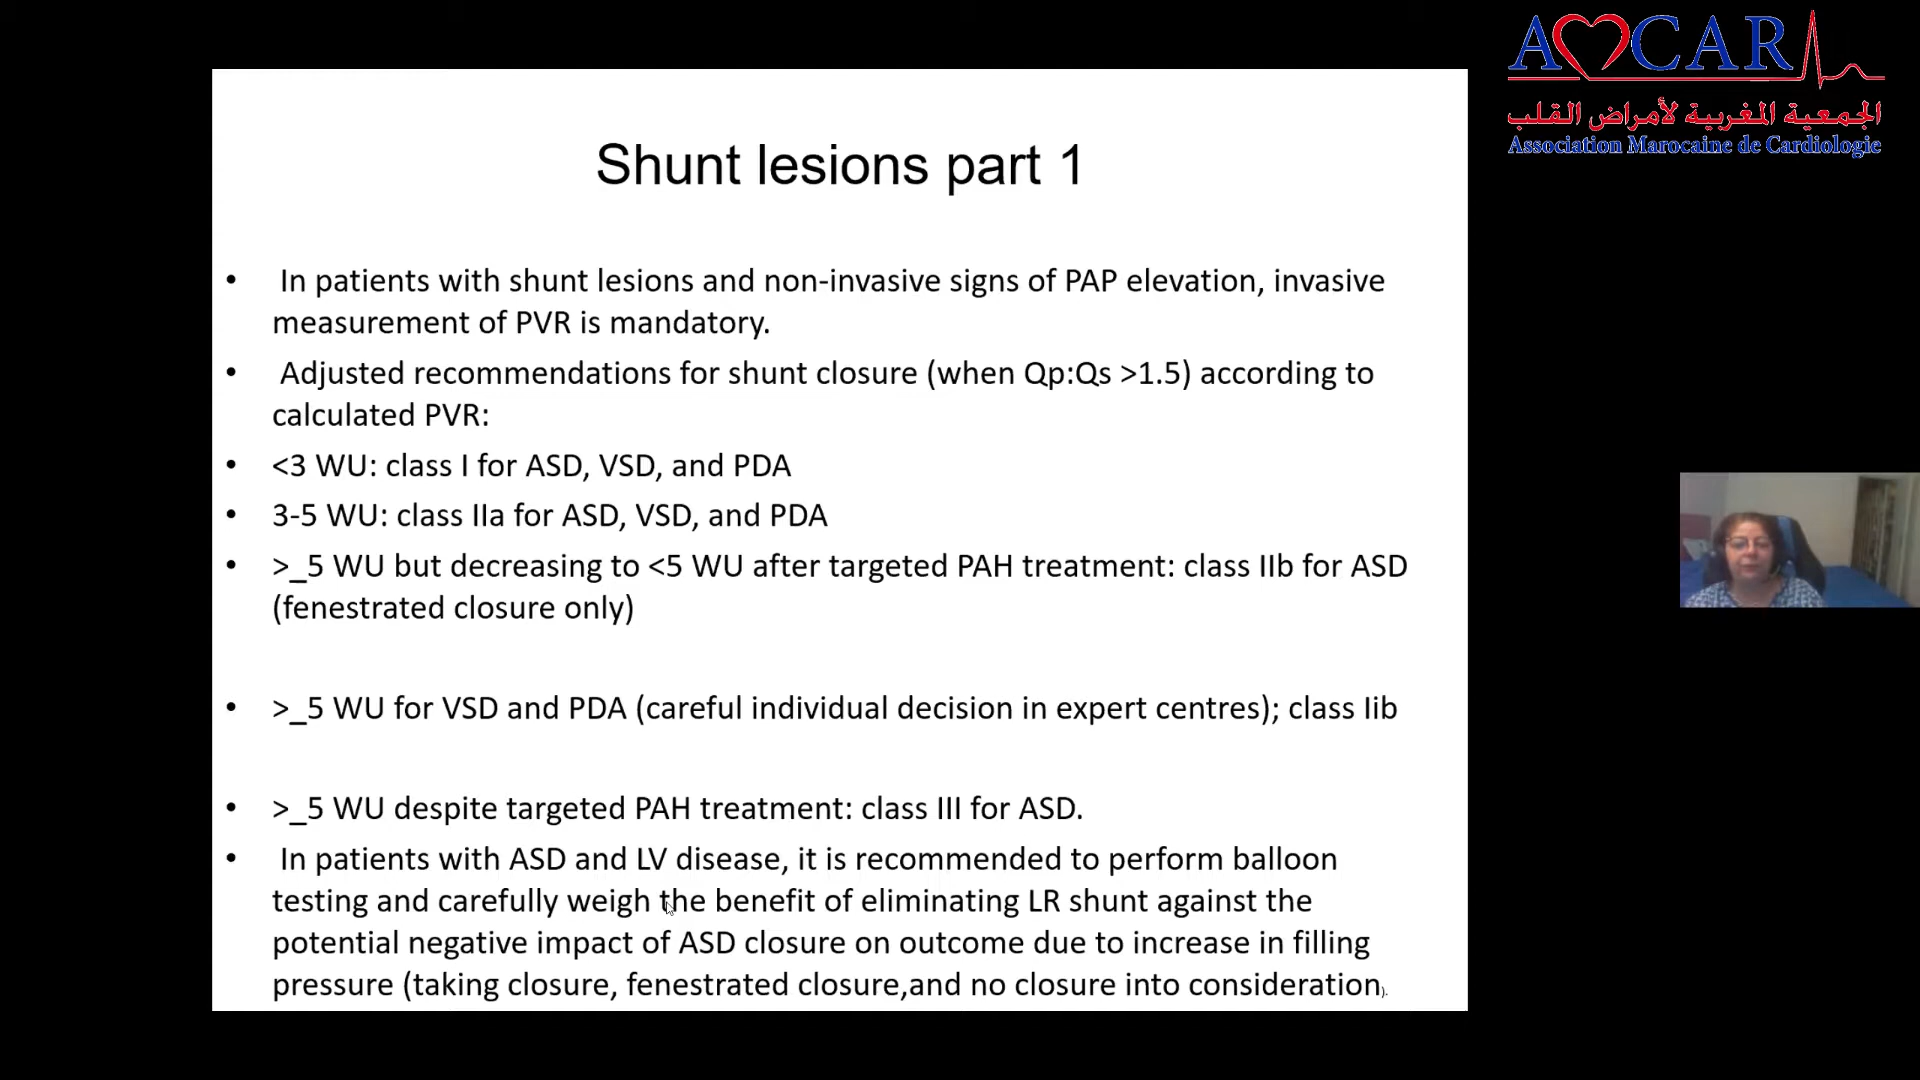 A CAR
الجمعية المغربية لأمراض القلب
Association Marocaine de Cardiologie
Shunt lesions part 1
• In patients with shunt lesions and non-invasive signs of PAP elevation, invasive
measurement of PVR is mandatory.
• Adjusted recommendations for shunt closure (when Qp:Qs >1.5) according to
calculated PVR:
• <3 WU: class I for ASD, VSD, and PDA
• 3-5 WU: class IIa for ASD, VSD, and PDA
• >_5 WU but decreasing to <5 WU after targeted PAH treatment: class IIb for ASD
(fenestrated closure only)
• >_5 WU for VSD and PDA (careful individual decision in expert centres); class Iib
• >_5 WU despite targeted PAH treatment: class III for ASD.
• In patients with ASD and LV disease, it is recommended to perform balloon
testing and carefully weigh the benefit of eliminating LR shunt against the
potential negative impact of ASD closure on outcome due to increase in filling
pressure (taking closure, fenestrated closure,and no closure into consideration).